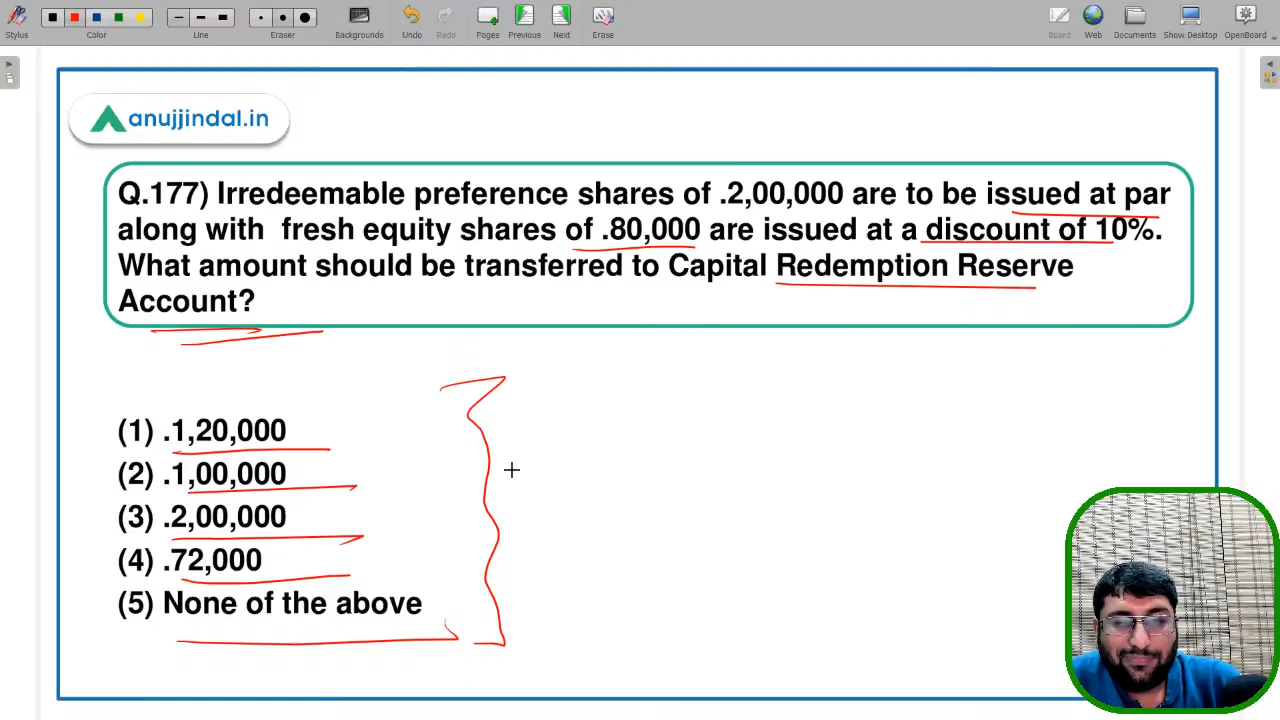 Stylus
Color
Line
Eraser
Backgrounds
Undo
Redo
Pages
Previous
Next
Erase
Board
Web
Documents
Show Desktop
OpenBoard
anujjindal.in
Q.177) Irredeemable preference shares of .2,00,000 are to be issued at par
along with fresh equity shares of .80,000 are issued at a discount of 10%.
What amount should be transferred to Capital Redemption Reserve
Account?
(1) .1,20,000
(2) .1,00,000
(3) .2,00,000
(4) .72,000
(5) None of the above